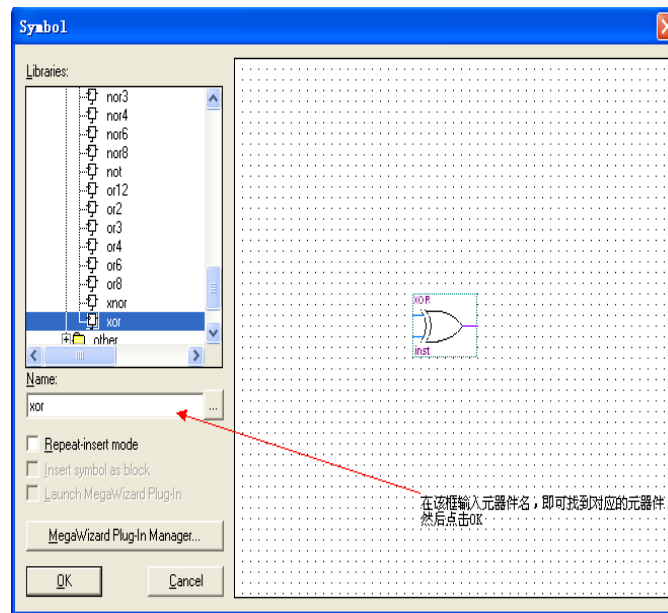 Symbol
Libraries:
nor3
nor4
nor6
nor8
not
or12
or2
or3
or4
or6
or8
xnor
xor
other
Name:
xor
...
Repeat-insert mode
Insert symbol as block
Launch MegaWizard Plug-In
MegaWizard Plug-In Manager...
OK
Cancel
XOR
inst
在该框输入元器件名，即可找到对应的元器件
然后点击OK